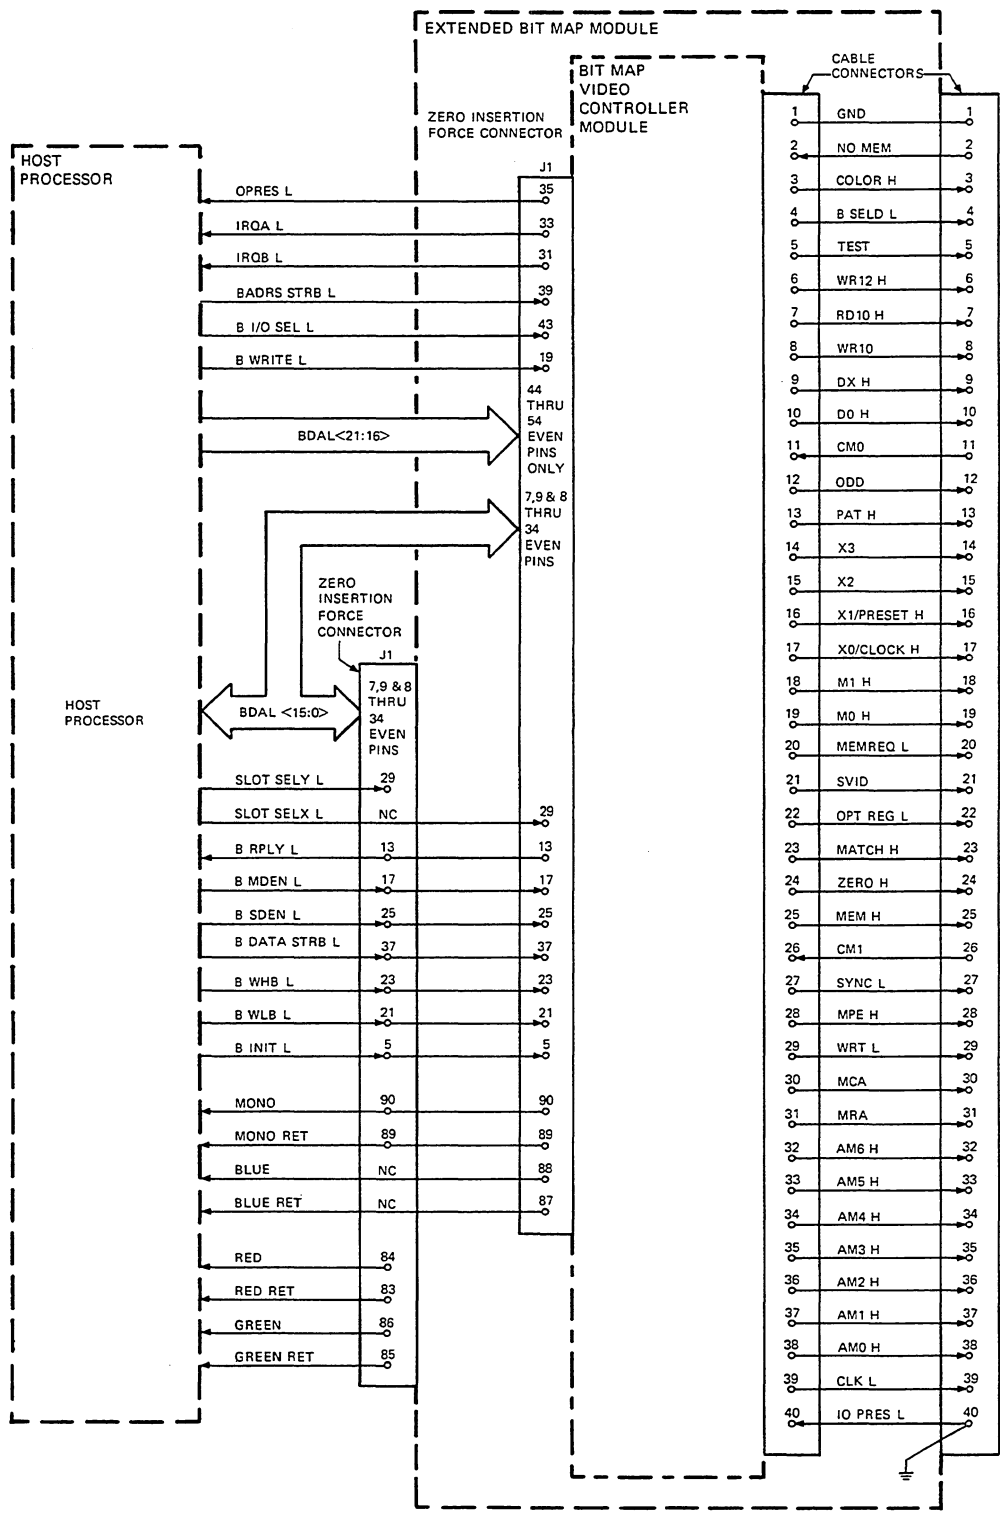 EXTENDED BIT MAP MODULE
BIT MAP
VIDEO
CONTROLLER
MODULE
CABLE
CONNECTORS
ZERO INSERTION
FORCE CONNECTOR
J1
HOST
PROCESSOR
OPRES L 35
IRQA L 33
IRQB L 31
BADRS STRB L 39
B I/O SEL L 43
B WRITE L 19
BDAL<21:16>
44
THRU
54
EVEN
PINS
ONLY
7,9 & 8
THRU
34
EVEN
PINS
ZERO
INSERTION
FORCE
CONNECTOR
J1
7,9 & 8
THRU
34
EVEN
PINS
BDAL <15:0>
HOST
PROCESSOR
SLOT SELY L 29
SLOT SELX L NC 29
B RPLY L 13 13
B MDEN L 17 17
B SDEN L 25 25
B DATA STRB L 37 37
B WHB L 23 23
B WLB L 21 21
B INIT L 5 5
MONO 90 90
MONO RET 89 89
BLUE NC 88
BLUE RET NC 87
RED 84
RED RET 83
GREEN 86
GREEN RET 85
1 GND 1
2 NO MEM 2
3 COLOR H 3
4 B SELD L 4
5 TEST 5
6 WR12 H 6
7 RD10 H 7
8 WR10 8
9 DX H 9
10 D0 H 10
11 CM0 11
12 ODD 12
13 PAT H 13
14 X3 14
15 X2 15
16 X1/PRESET H 16
17 X0/CLOCK H 17
18 M1 H 18
19 M0 H 19
20 MEMREQ L 20
21 SVID 21
22 OPT REG L 22
23 MATCH H 23
24 ZERO H 24
25 MEM H 25
26 CM1 26
27 SYNC L 27
28 MPE H 28
29 WRT L 29
30 MCA 30
31 MRA 31
32 AM6 H 32
33 AM5 H 33
34 AM4 H 34
35 AM3 H 35
36 AM2 H 36
37 AM1 H 37
38 AM0 H 38
39 CLK L 39
40 IO PRES L 40